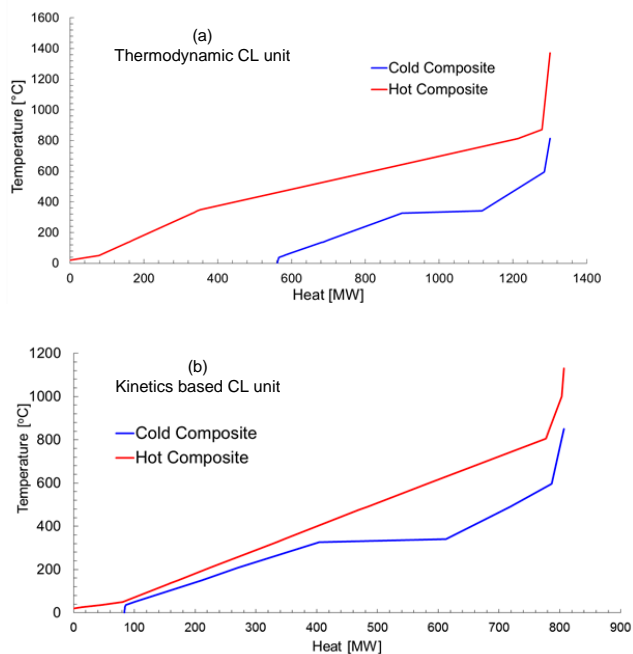 (a)
Thermodynamic CL unit
Cold Composite
Hot Composite
Temperature [°C]
1600
1400
1200
1000
800
600
400
200
0
0 200 400 600 800 1000 1200 1400
Heat [MW]
(b)
Kinetics based CL unit
Cold Composite
Hot Composite
Temperature [°C]
1200
1000
800
600
400
200
0
0 100 200 300 400 500 600 700 800 900
Heat [MW]